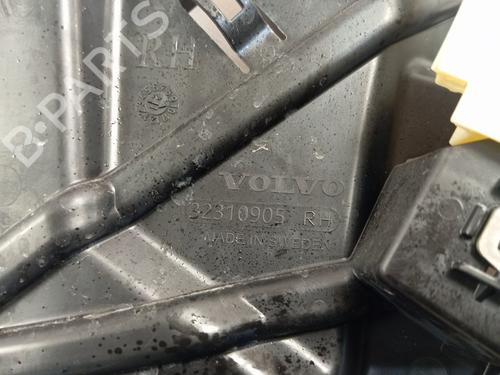 RH
B-PARTS
VOLVO
32310905 RH
MADE IN SWEDEN